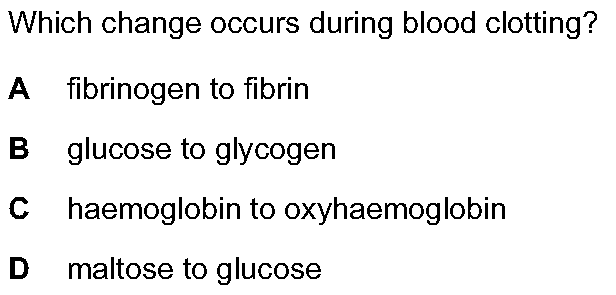 Which change occurs during blood clotting?
A fibrinogen to fibrin
B glucose to glycogen
C haemoglobin to oxyhaemoglobin
D maltose to glucose